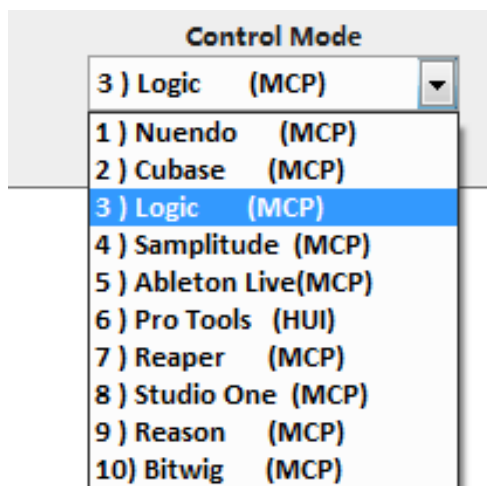 Control Mode
3 ) Logic (MCP)
1 ) Nuendo (MCP)
2 ) Cubase (MCP)
3 ) Logic (MCP)
4 ) Samplitude (MCP)
5 ) Ableton Live(MCP)
6 ) Pro Tools (HUI)
7 ) Reaper (MCP)
8 ) Studio One (MCP)
9 ) Reason (MCP)
10) Bitwig (MCP)